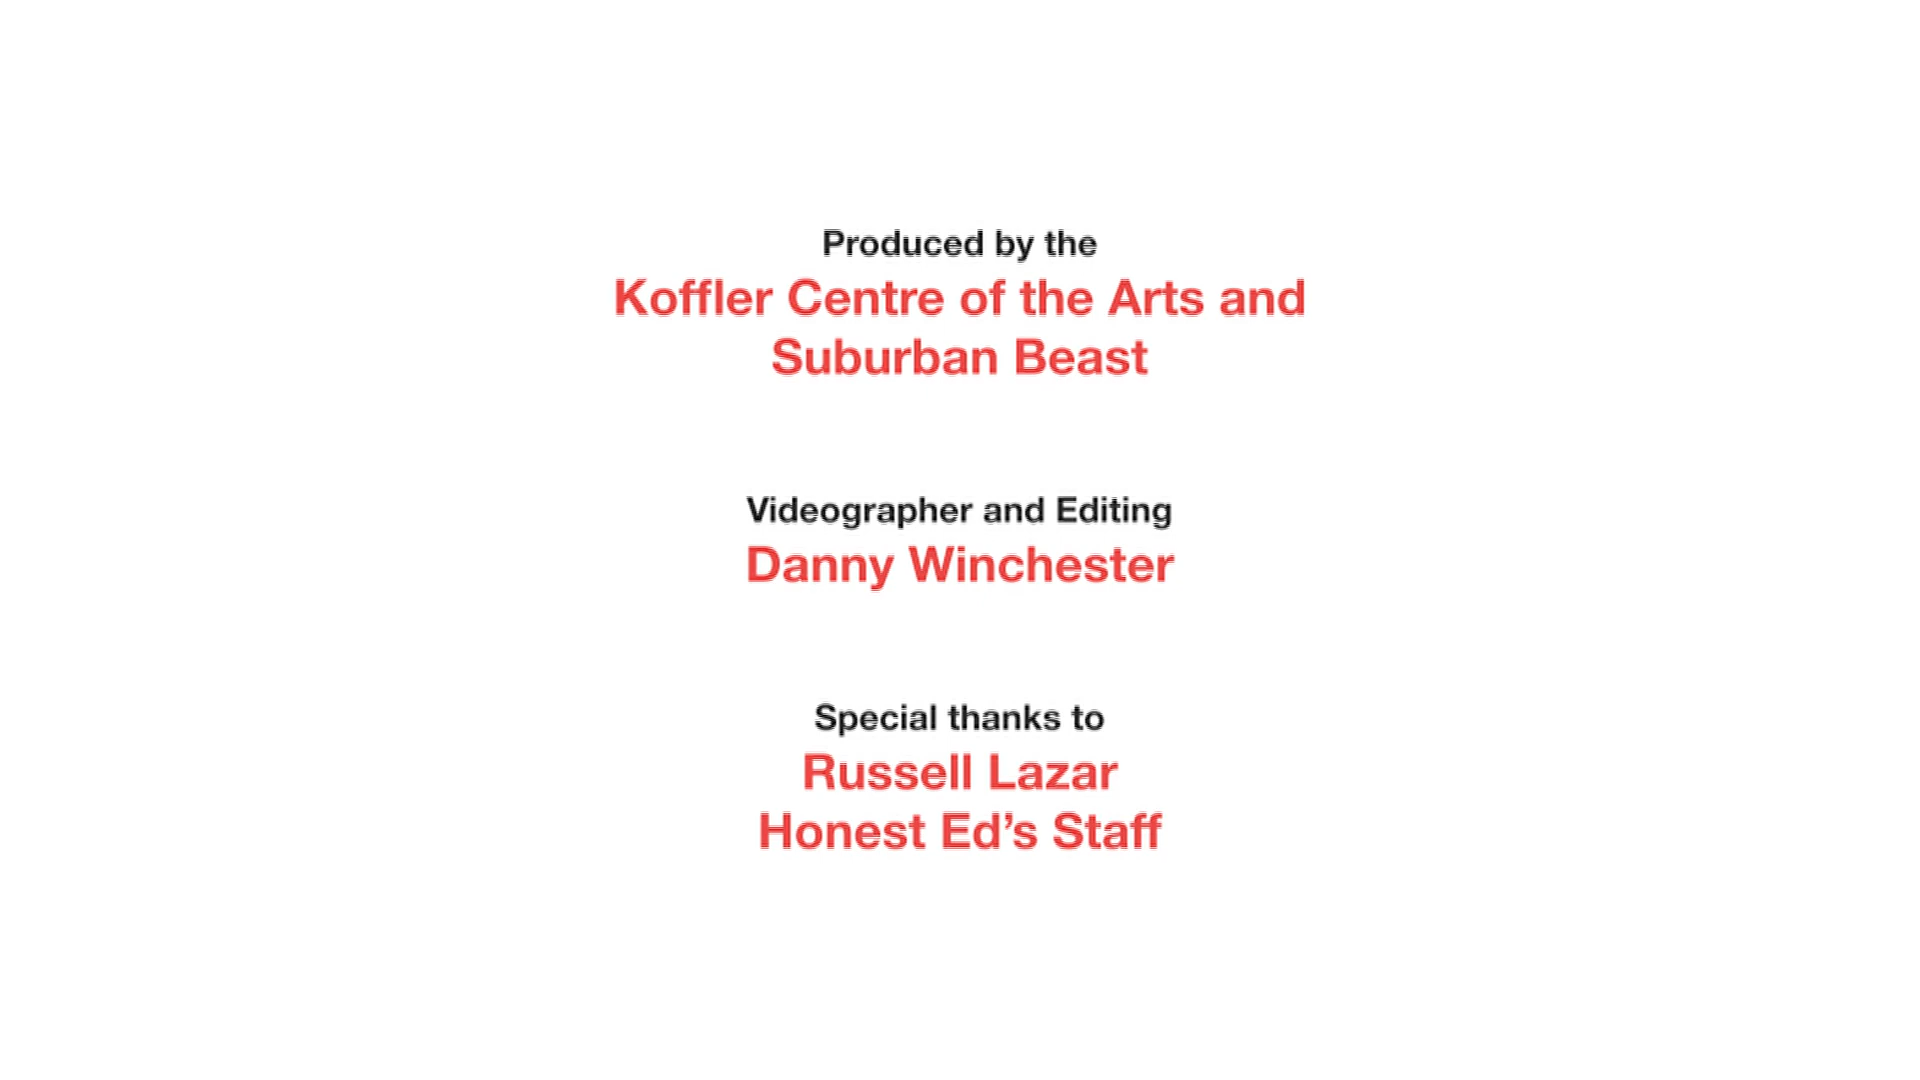 Produced by the
Koffler Centre of the Arts and
Suburban Beast
Videographer and Editing
Danny Winchester
Special thanks to
Russell Lazar
Honest Ed’s Staff